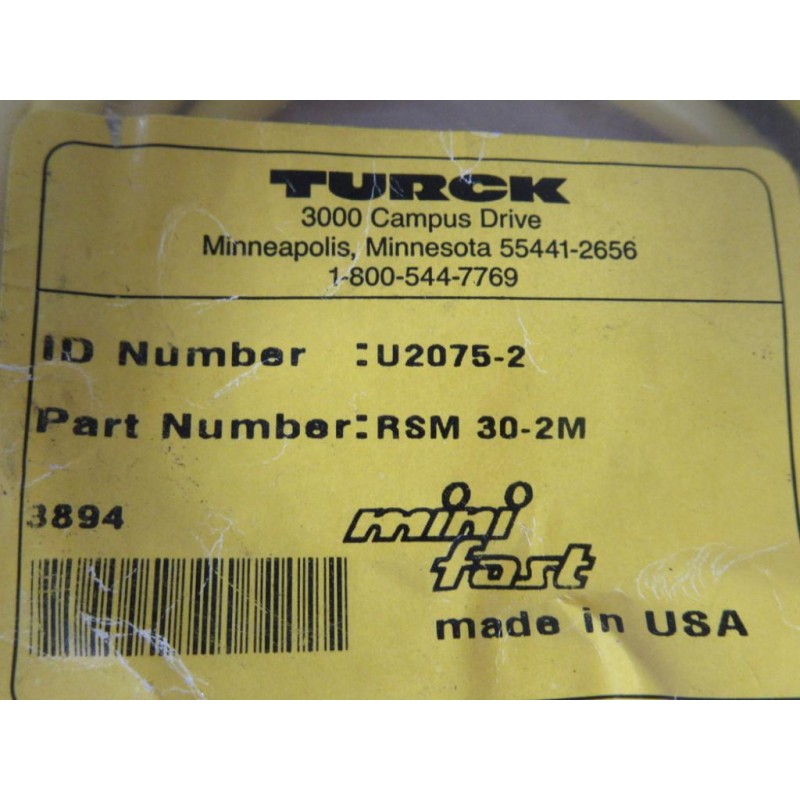 TURCK
3000 Campus Drive
Minneapolis, Minnesota 55441-2656
1-800-544-7769
ID Number :U2075-2
Part Number:RSM 30-2M
3894
mini
fast
made in USA